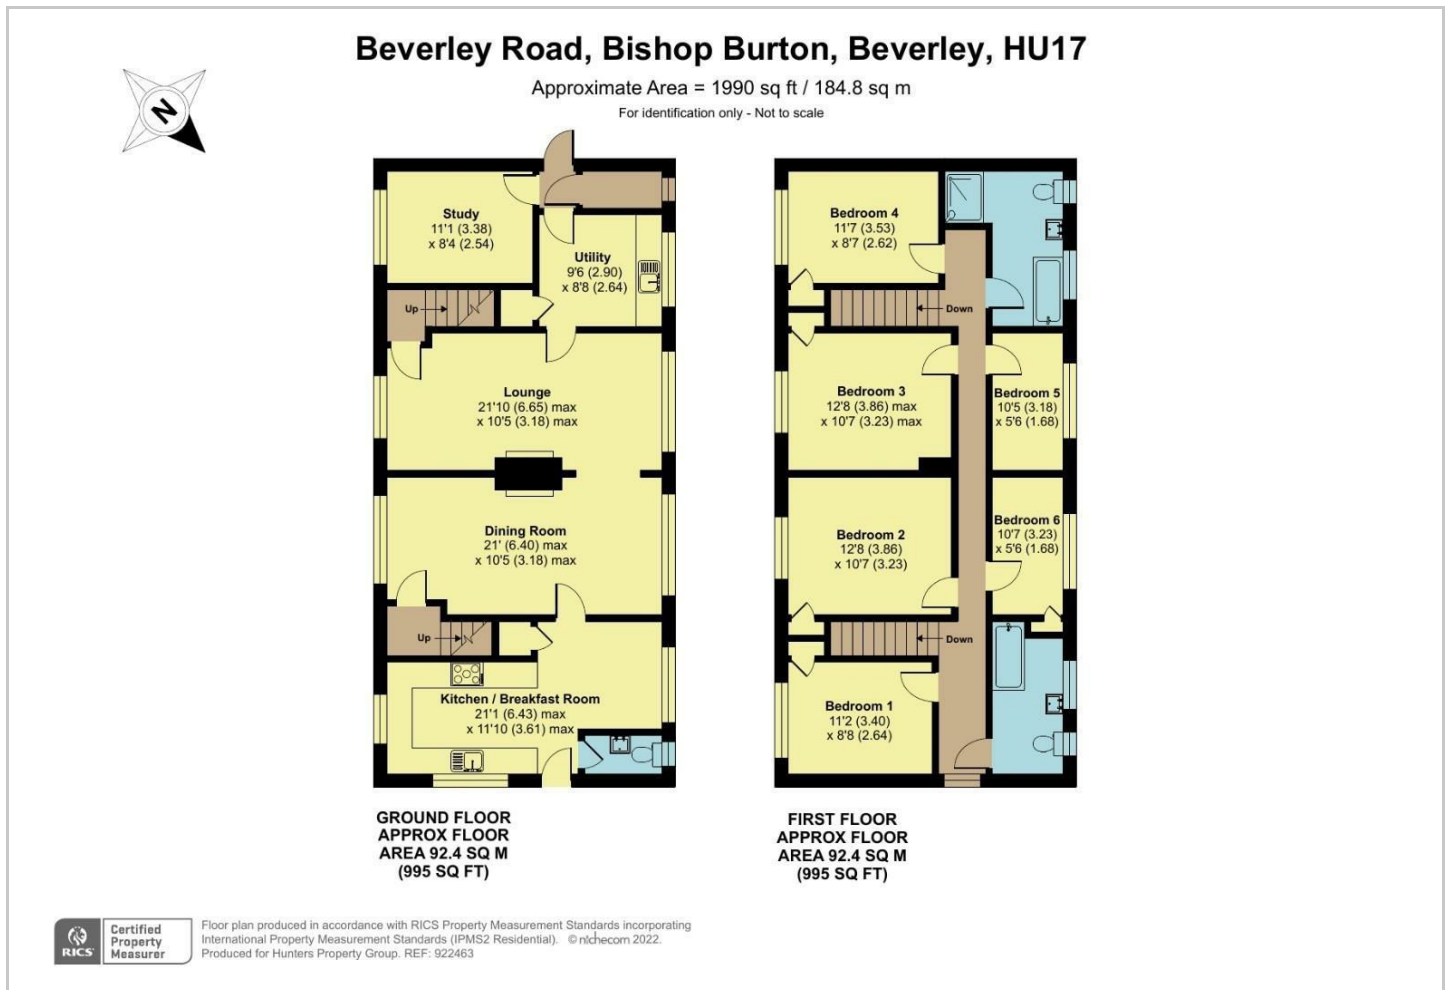 Beverley Road, Bishop Burton, Beverley, HU17
Approximate Area = 1990 sq ft / 184.8 sq m
For identification only - Not to scale
N
Study
11'1 (3.38)
x 8'4 (2.54)
Utility
9'6 (2.90)
x 8'8 (2.64)
Up
Lounge
21'10 (6.65) max
x 10'5 (3.18) max
Dining Room
21' (6.40) max
x 10'5 (3.18) max
Up
Kitchen / Breakfast Room
21'1 (6.43) max
x 11'10 (3.61) max
GROUND FLOOR
APPROX FLOOR
AREA 92.4 SQ M
(995 SQ FT)
Bedroom 4
11'7 (3.53)
x 8'7 (2.62)
Down
Bedroom 3
12'8 (3.86) max
x 10'7 (3.23) max
Bedroom 5
10'5 (3.18)
x 5'6 (1.68)
Bedroom 2
12'8 (3.86)
x 10'7 (3.23)
Bedroom 6
10'7 (3.23)
x 5'6 (1.68)
Down
Bedroom 1
11'2 (3.40)
x 8'8 (2.64)
FIRST FLOOR
APPROX FLOOR
AREA 92.4 SQ M
(995 SQ FT)
RICS
Certified
Property
Measurer
Floor plan produced in accordance with RICS Property Measurement Standards incorporating
International Property Measurement Standards (IPMS2 Residential). © nichecom 2022.
Produced for Hunters Property Group. REF: 922463